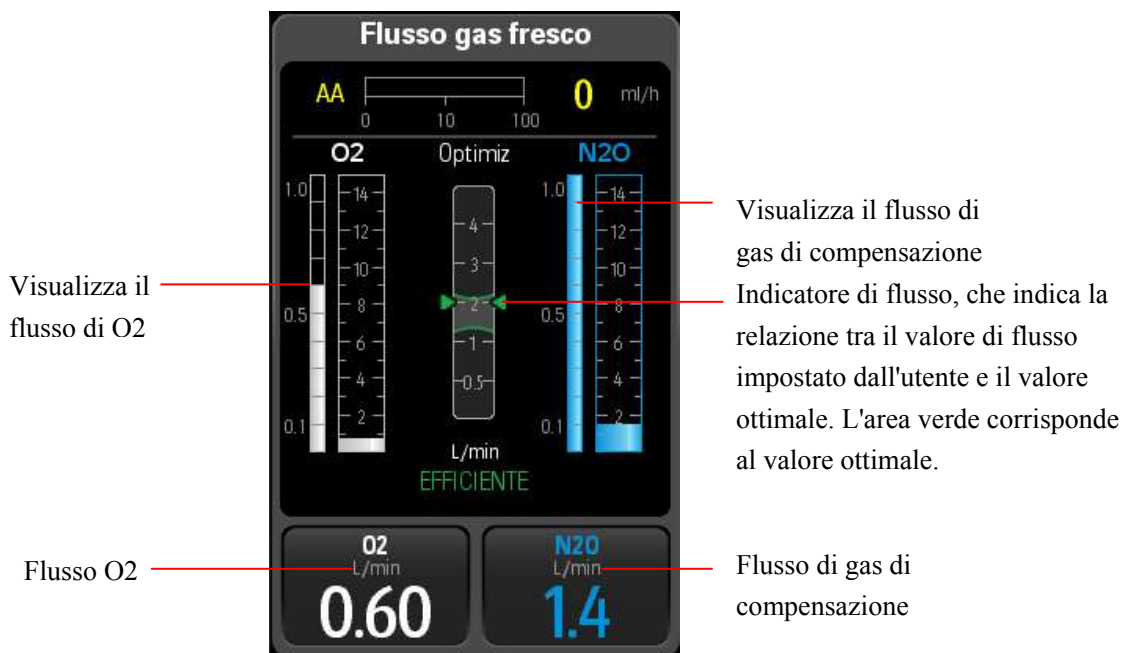 Flusso gas fresco
AA
0 10 100
0 ml/h
O2
Optimiz
N2O
1.0
0.5
0.1
14
12
10
8
6
4
2
4
3
2
1
0.5
L/min
EFFICIENTE
1.0
0.5
0.1
14
12
10
8
6
4
2
O2
L/min
0.60
N2O
L/min
1.4
Visualizza il
flusso di O2
Flusso O2
Visualizza il flusso di
gas di compensazione
Indicatore di flusso, che indica la
relazione tra il valore di flusso
impostato dall'utente e il valore
ottimale. L'area verde corrisponde
al valore ottimale.
Flusso di gas di
compensazione